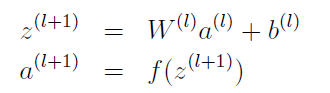 z^{(l+1)} = W^{(l)}a^{(l)} + b^{(l)}
a^{(l+1)} = f(z^{(l+1)})